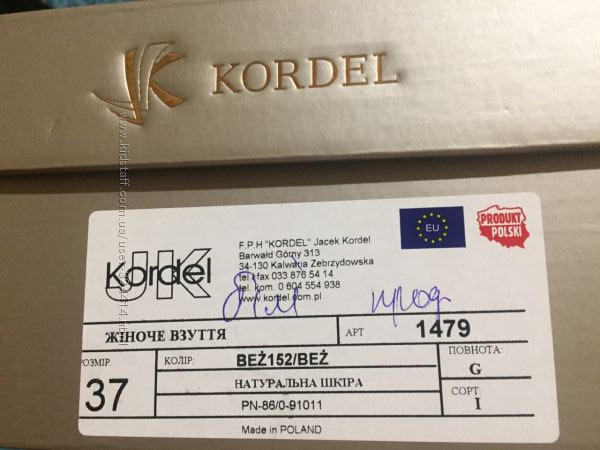 KORDEL
JK
Kordel
F.P.H "KORDEL" Jacek Kordel
Barwałd Górny 313
34-130 Kalwaria Zebrzydowska
tel./fax 033 876 54 14
tel. kom. 0 604 554 938
www.kordel.com.pl
EU
PRODUKT
POLSKI
ЖІНОЧЕ ВЗУТТЯ
АРТ 1479
РОЗМІР:
37
КОЛІР: BEŻ152/BEŻ
НАТУРАЛЬНА ШКІРА
PN-86/0-91011
ПОВНОТА:
G
СОРТ:
I
Made in POLAND